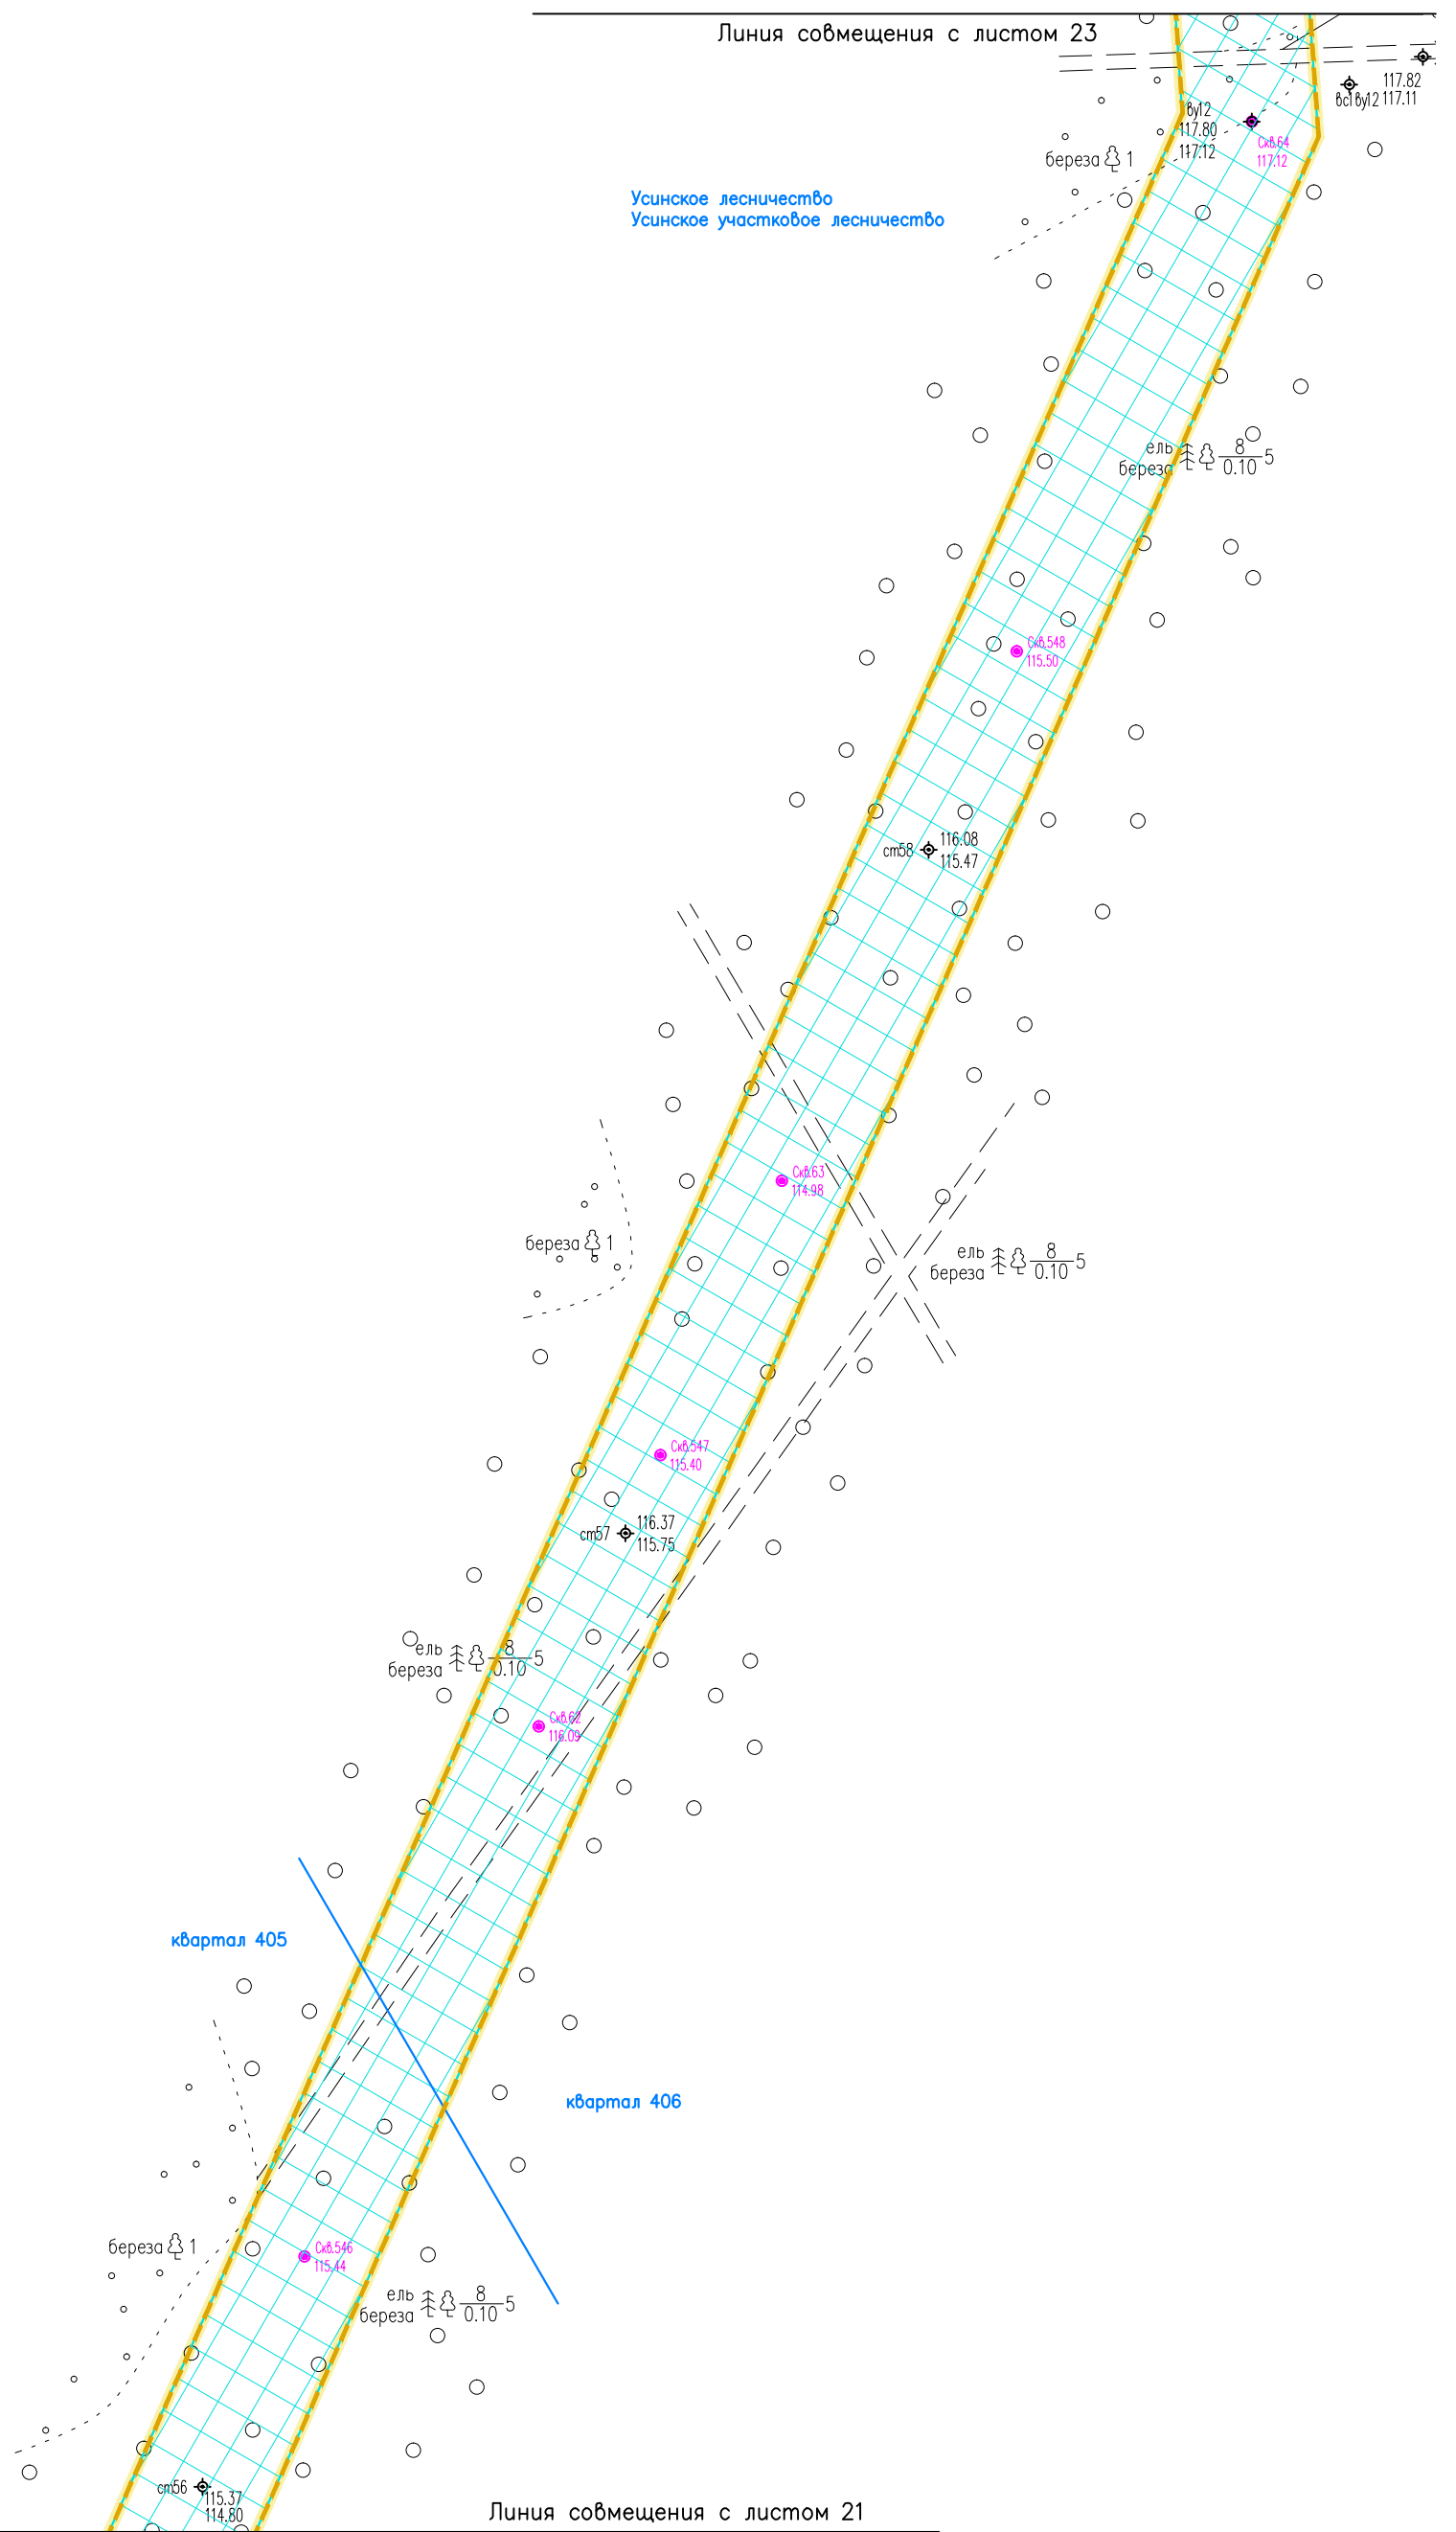 Линия совмещения с листом 23
117.82
вс1ву12 117.11
ву12
117.80
117.12
Скв.64
117.12
береза 1
Усинское лесничество
Усинское участковое лесничество
ель 8 5
береза 0.10
Скв.548
115.50
ст58 116.08
115.47
Скв.63
114.98
береза 1
ель 8 5
береза 0.10
Скв.547
115.40
ст57 116.37
115.75
ель 8 5
береза 0.10
Скв.62
116.09
квартал 405
квартал 406
береза 1
Скв.546
115.44
ель 8 5
береза 0.10
ст56 115.37
114.80
Линия совмещения с листом 21